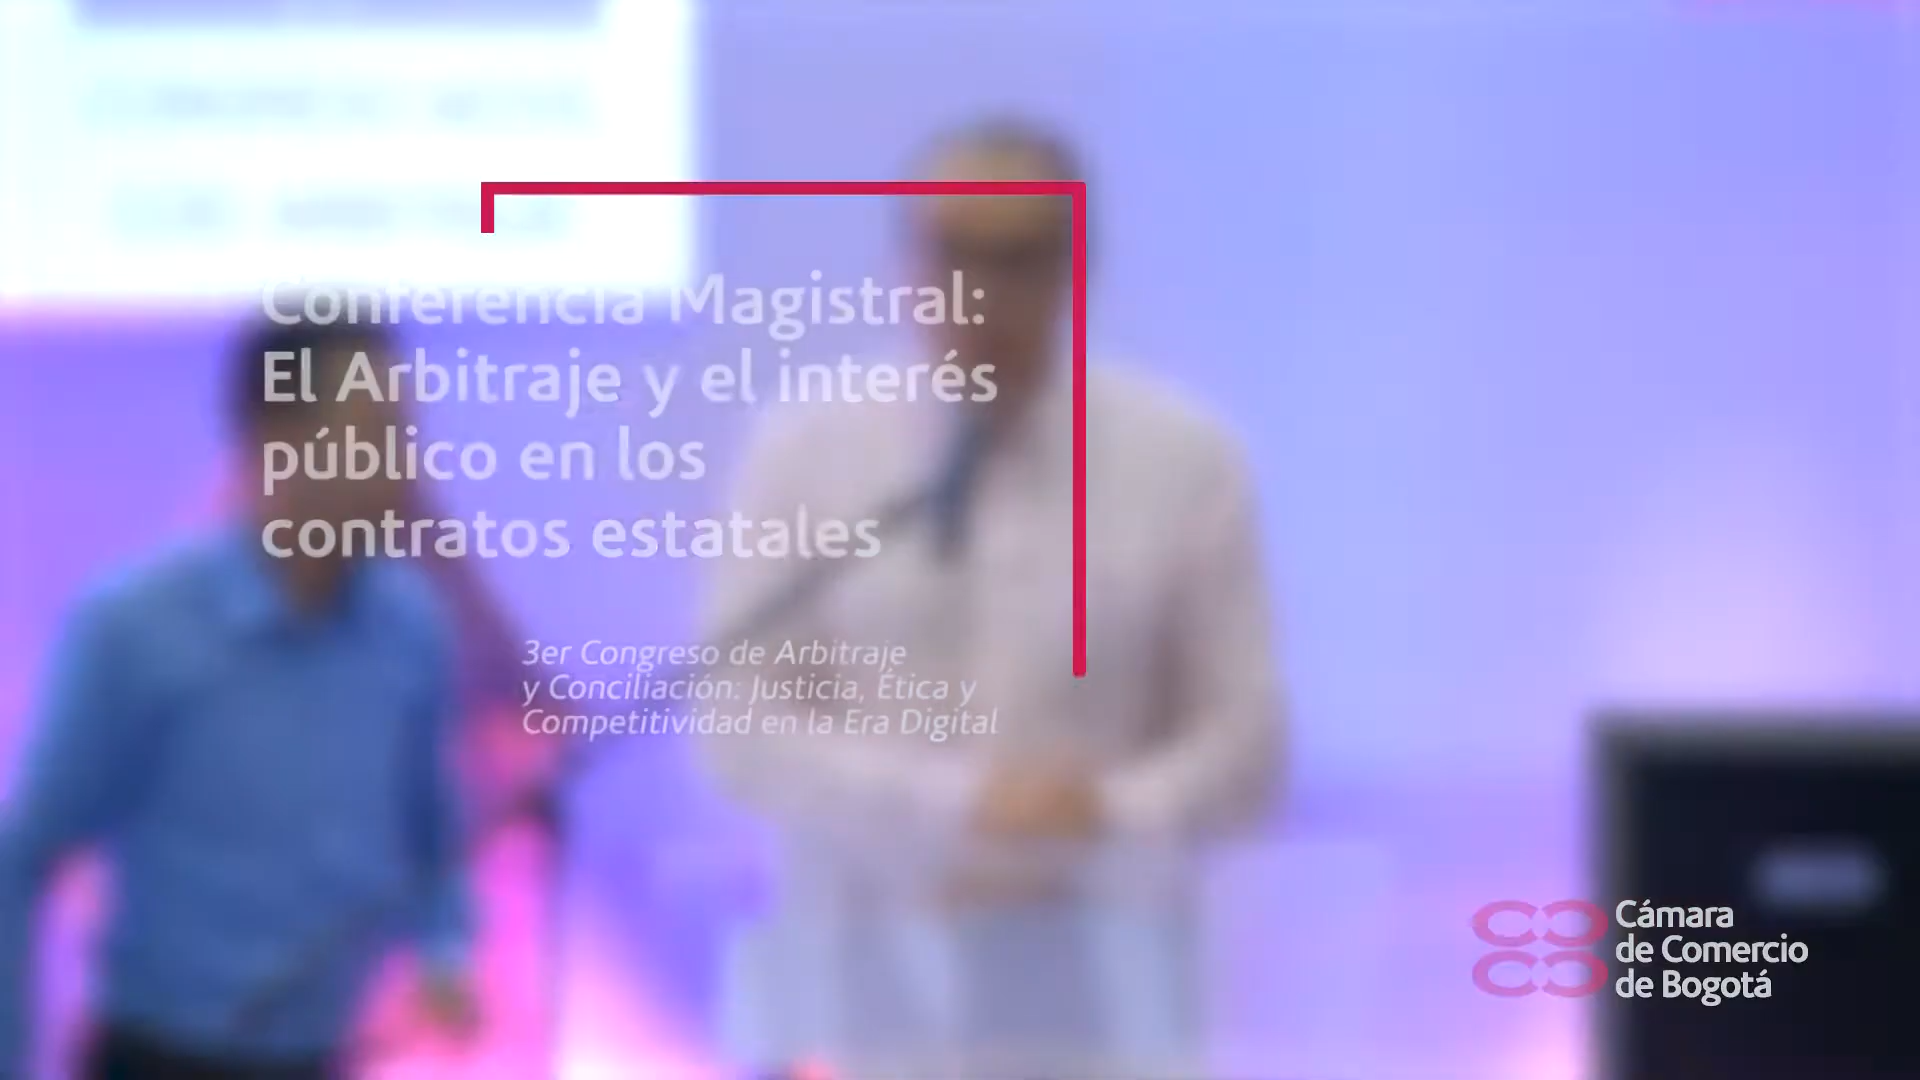 Conferencia Magistral:
El Arbitraje y el interés
público en los
contratos estatales
3er Congreso de Arbitraje
y Conciliación: Justicia, Ética y
Competitividad en la Era Digital
Cámara
de Comercio
de Bogotá